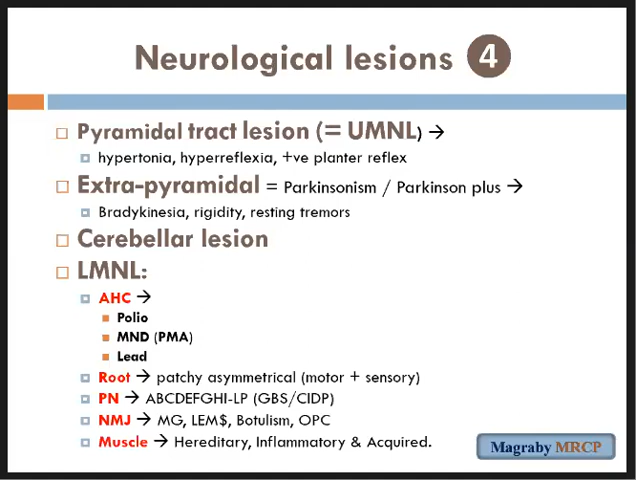 Neurological lesions 4
Pyramidal tract lesion (= UMNL) →
hypertonia, hyperreflexia, +ve planter reflex
Extra-pyramidal = Parkinsonism / Parkinson plus →
Bradykinesia, rigidity, resting tremors
Cerebellar lesion
LMNL:
AHC →
Polio
MND (PMA)
Lead
Root → patchy asymmetrical (motor + sensory)
PN → ABCDEFGHI-LP (GBS/CIDP)
NMJ → MG, LEM$, Botulism, OPC
Muscle → Hereditary, Inflammatory & Acquired.
Magraby MRCP